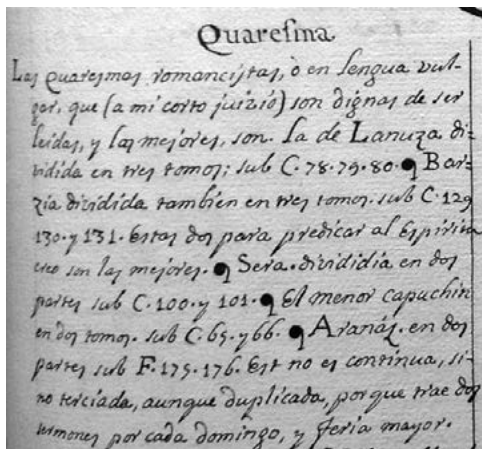 Quaresma
Las quaresmas romancistas, ò en lengua vul-
gar, que (a mi corto juizio) son dignas de ser
leidas, y las mejores, son. La de Lanuza di-
vidida en tres tomos; sub C. 78. 79. 80. ¶ Bar-
zia dividida tambien en tres tomos. sub C. 129
130. y 131. Estas dos para predicar al Espiritu
creo son las mejores. ¶ Sera. dividida en dos
partes sub C. 100. y 101. ¶ El menor capuchin
en dos tomos. sub C. 65. y 66. ¶ Aranaz. en dos
partes sub F. 175. 176. Est no es continua, si-
no terciada, aunque duplicada, porque trae dos
sermones por cada domingo, y feria mayor.